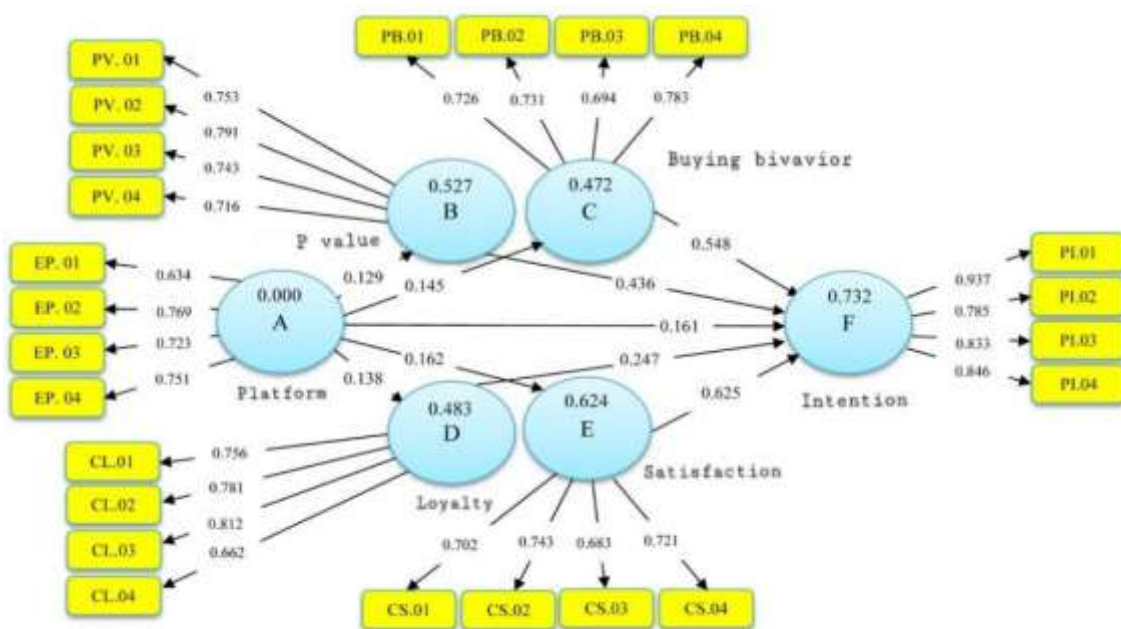 PB.01 PB.02 PB.03 PB.04
PV. 01
PV. 02
PV. 03
PV. 04
0.753
0.791
0.743
0.716
0.726 0.731 0.694 0.783
Buying bivavior
0.527
B
0.472
C
P value
0.548
0.436
EP. 01
EP. 02
EP. 03
EP. 04
0.634
0.769
0.723
0.751
0.000
A
Platform
0.129
0.145
0.161
0.162
0.138
0.247
0.625
0.732
F
Intention
0.937
0.785
0.833
0.846
PI.01
PI.02
PI.03
PI.04
0.483
D
Loyalty
0.624
E
Satisfaction
CL.01
CL.02
CL.03
CL.04
0.756
0.781
0.812
0.662
0.702 0.743 0.683 0.721
CS.01 CS.02 CS.03 CS.04